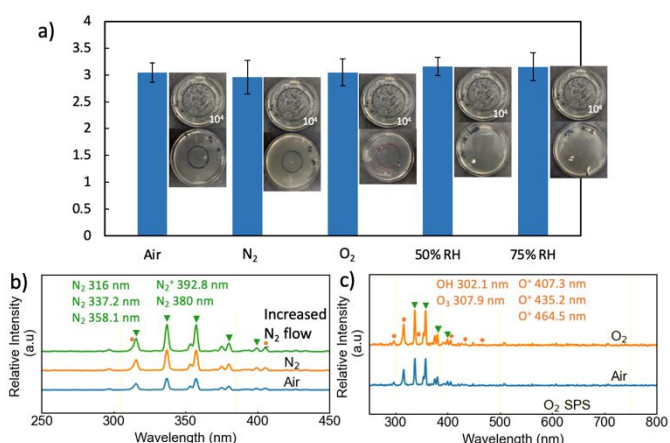 a)
4
3.5
3
2.5
2
1.5
1
0.5
0
10⁴
10⁴
10⁴
10⁴
10⁴
Air
N₂
O₂
50% RH
75% RH
b)
N₂ 316 nm
N₂⁺ 392.8 nm
N₂ 337.2 nm
N₂ 380 nm
N₂ 358.1 nm
Increased
N₂ flow
N₂
Air
Relative Intensity
(a.u
250
300
350
400
450
Wavelength (nm)
c)
OH 302.1 nm
O⁺ 407.3 nm
O₃ 307.9 nm
O⁺ 435.2 nm
O⁺ 464.5 nm
O₂
Air
O₂ SPS
Relative Intensity
(a.u
300
400
500
600
700
800
Wavelength (nm)